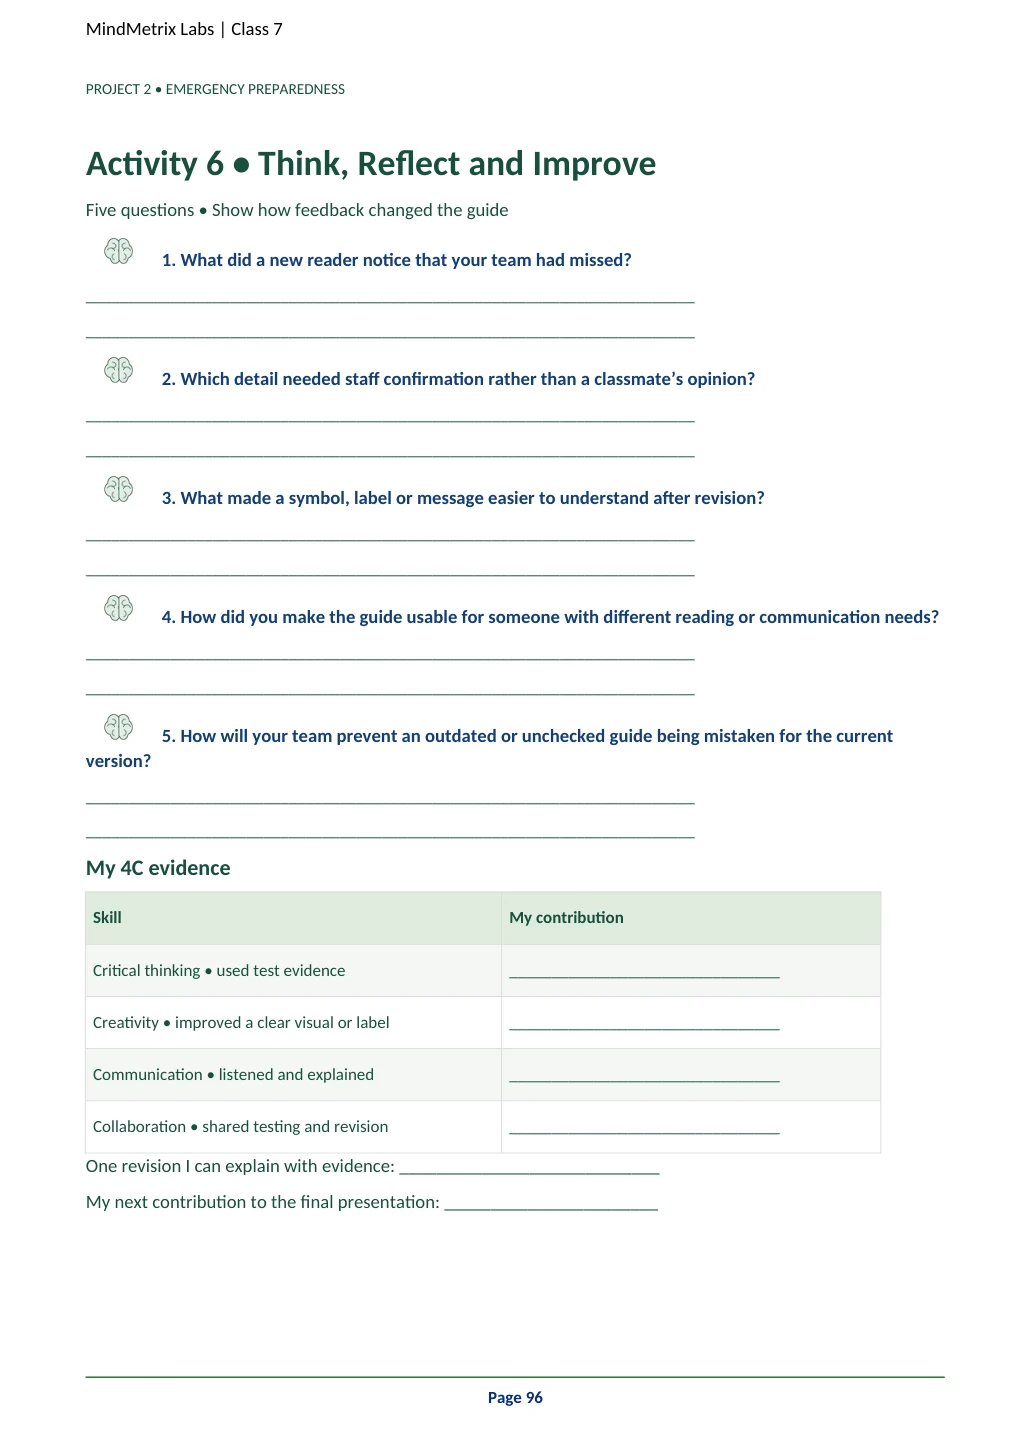 MindMetrix Labs | Class 7
PROJECT 2 • EMERGENCY PREPAREDNESS
Activity 6 • Think, Reflect and Improve
Five questions • Show how feedback changed the guide
1. What did a new reader notice that your team had missed?
2. Which detail needed staff confirmation rather than a classmate’s opinion?
3. What made a symbol, label or message easier to understand after revision?
4. How did you make the guide usable for someone with different reading or communication needs?
5. How will your team prevent an outdated or unchecked guide being mistaken for the current
version?
My 4C evidence
Skill My contribution
Critical thinking • used test evidence ______________________________
Creativity • improved a clear visual or label ______________________________
Communication • listened and explained ______________________________
Collaboration • shared testing and revision ______________________________
One revision I can explain with evidence: ____________________________
My next contribution to the final presentation: _______________________
Page 96